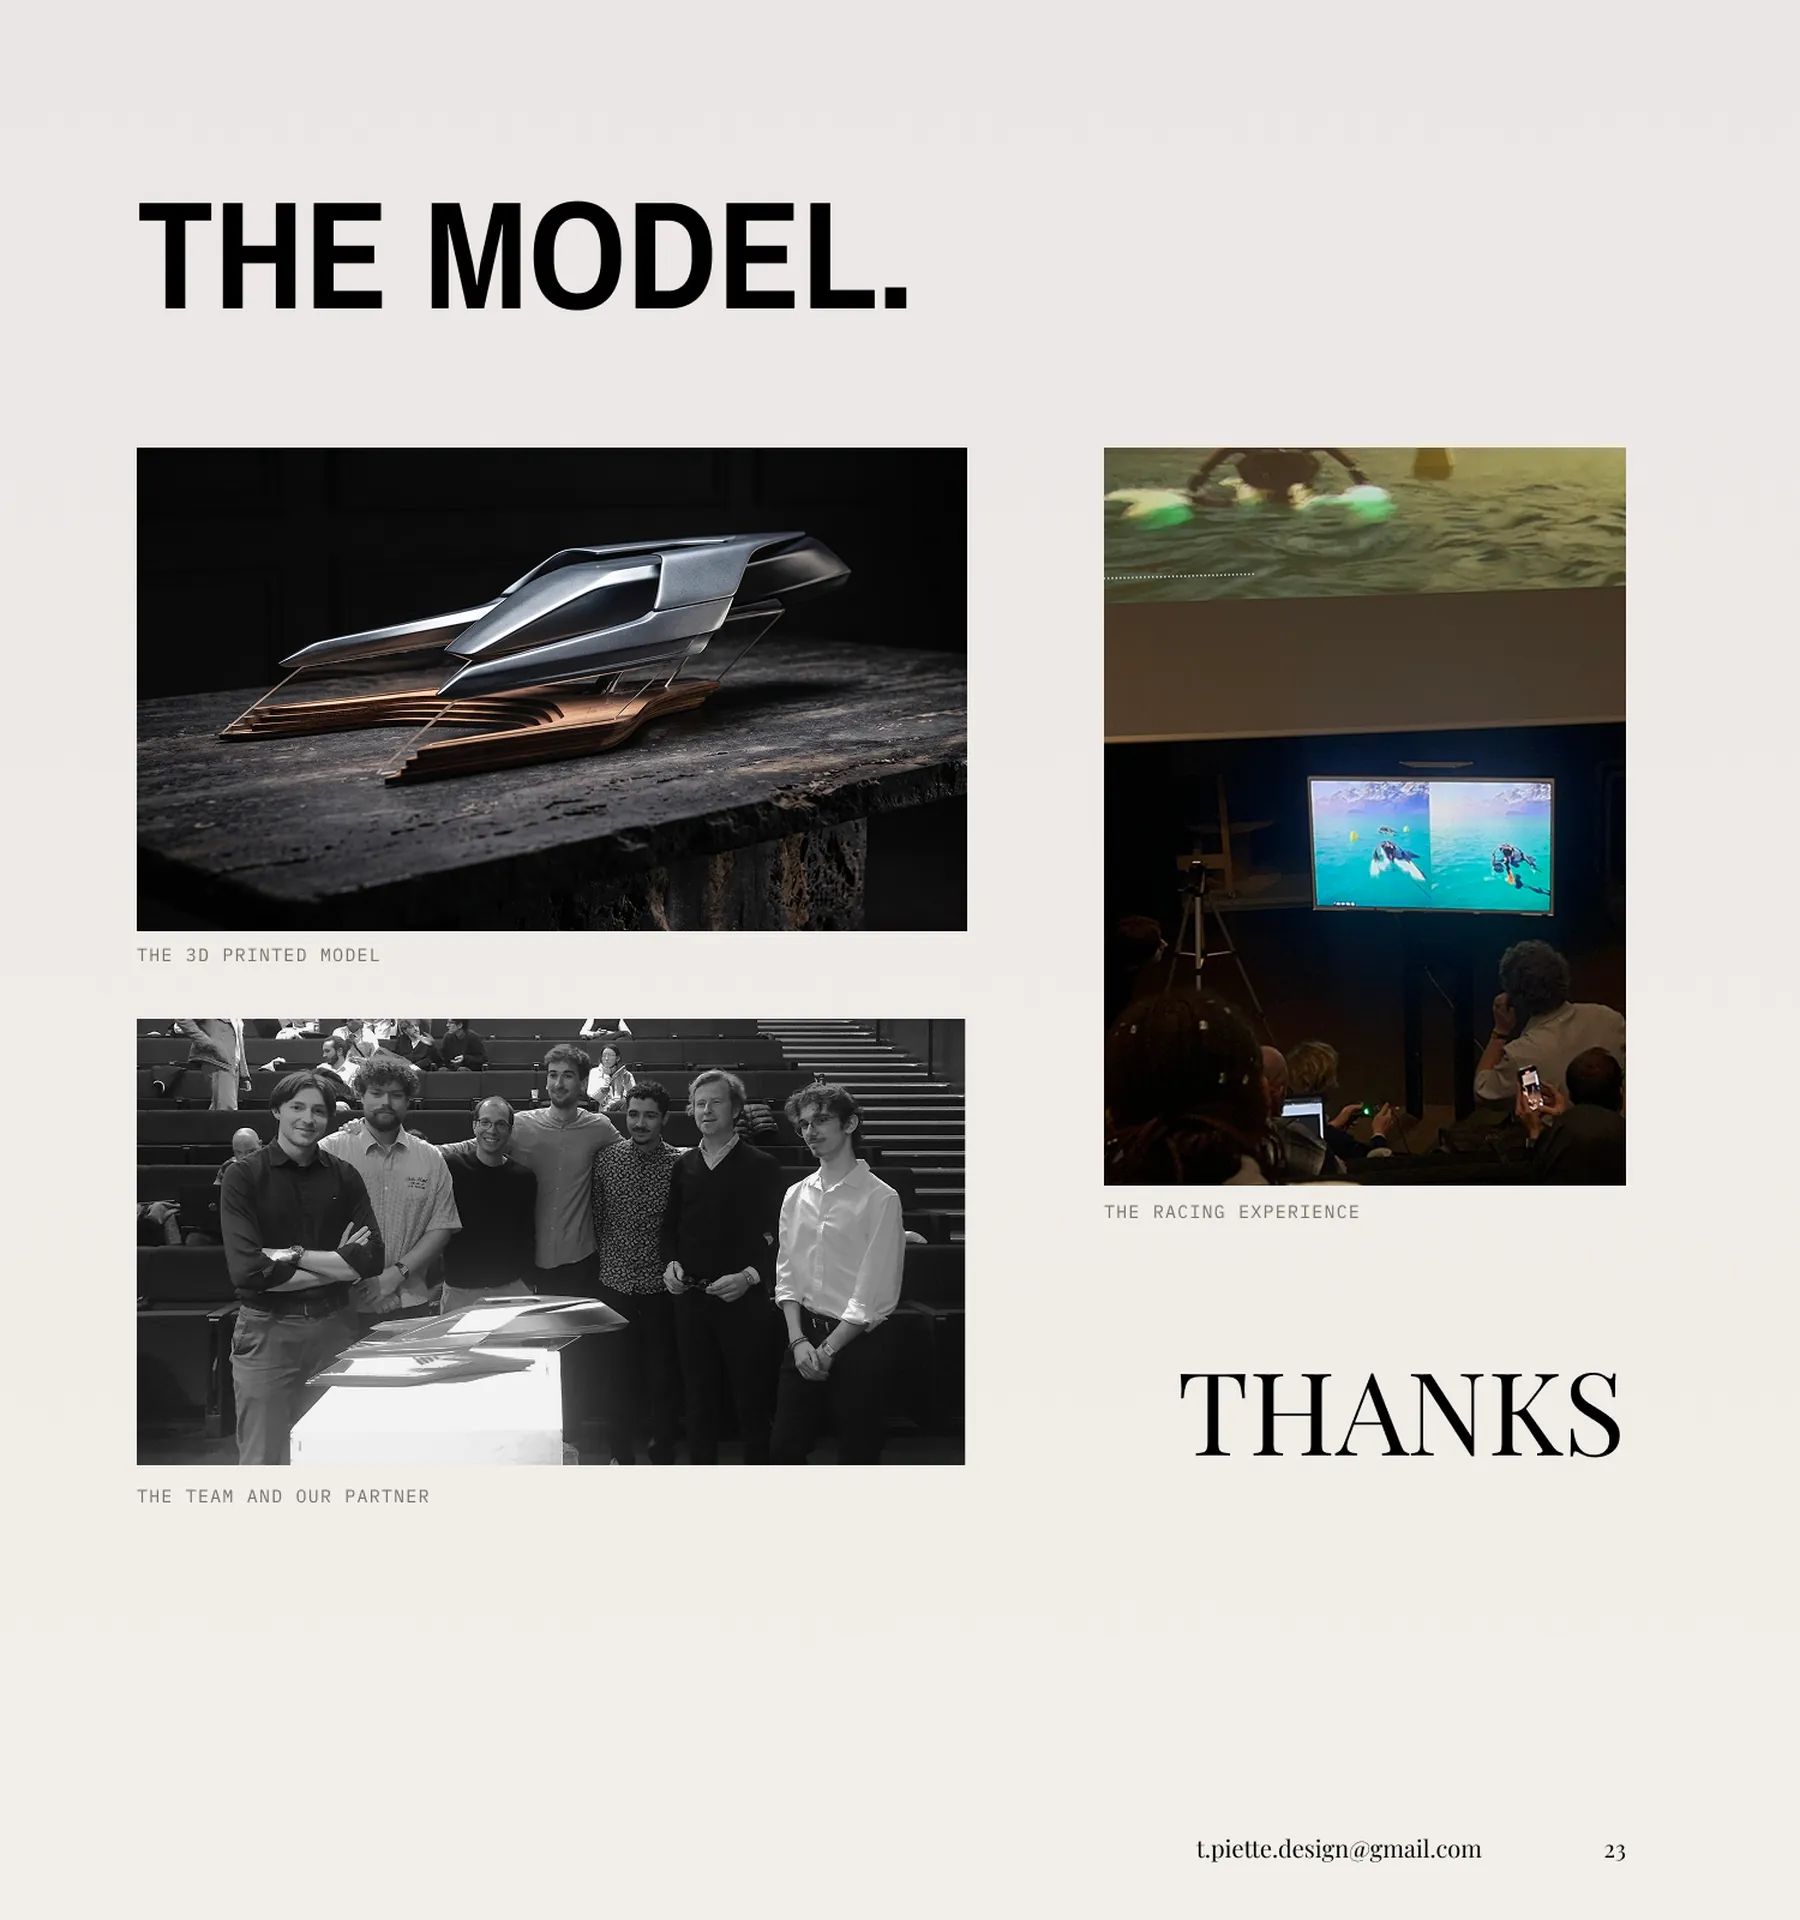 THE MODEL.
THE 3D PRINTED MODEL
THE TEAM AND OUR PARTNER
THE RACING EXPERIENCE
THANKS
t.piette.design@gmail.com
23